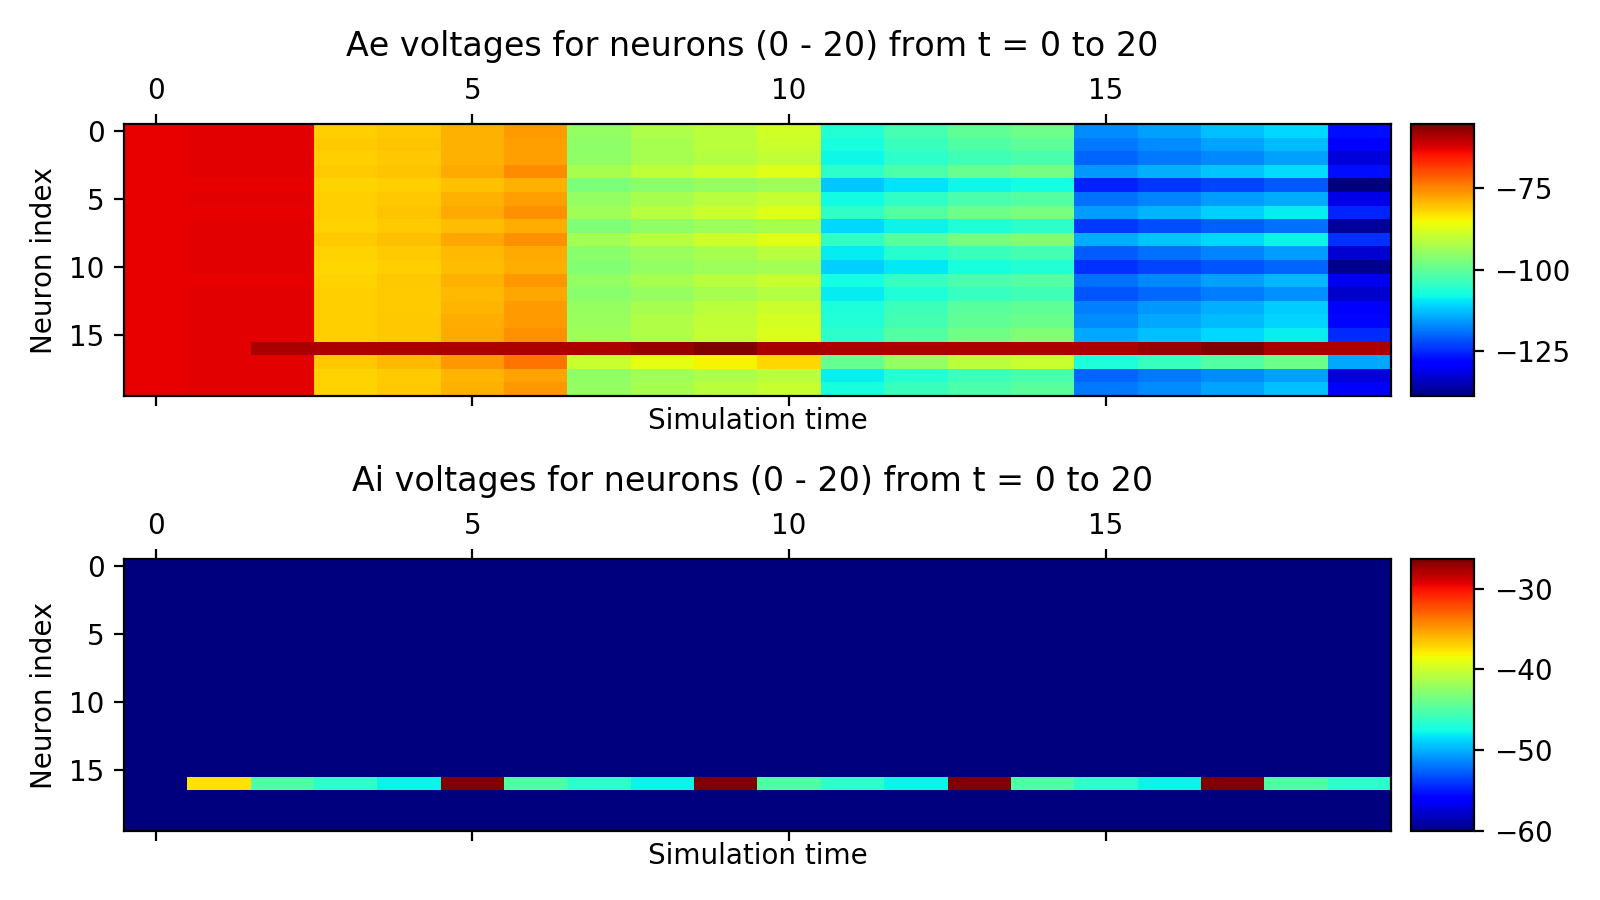 Ae voltages for neurons (0 - 20) from t = 0 to 20
0 5 10 15
Neuron index
0
5
10
15
Simulation time
−75
−100
−125
Ai voltages for neurons (0 - 20) from t = 0 to 20
0 5 10 15
Neuron index
0
5
10
15
Simulation time
−30
−40
−50
−60